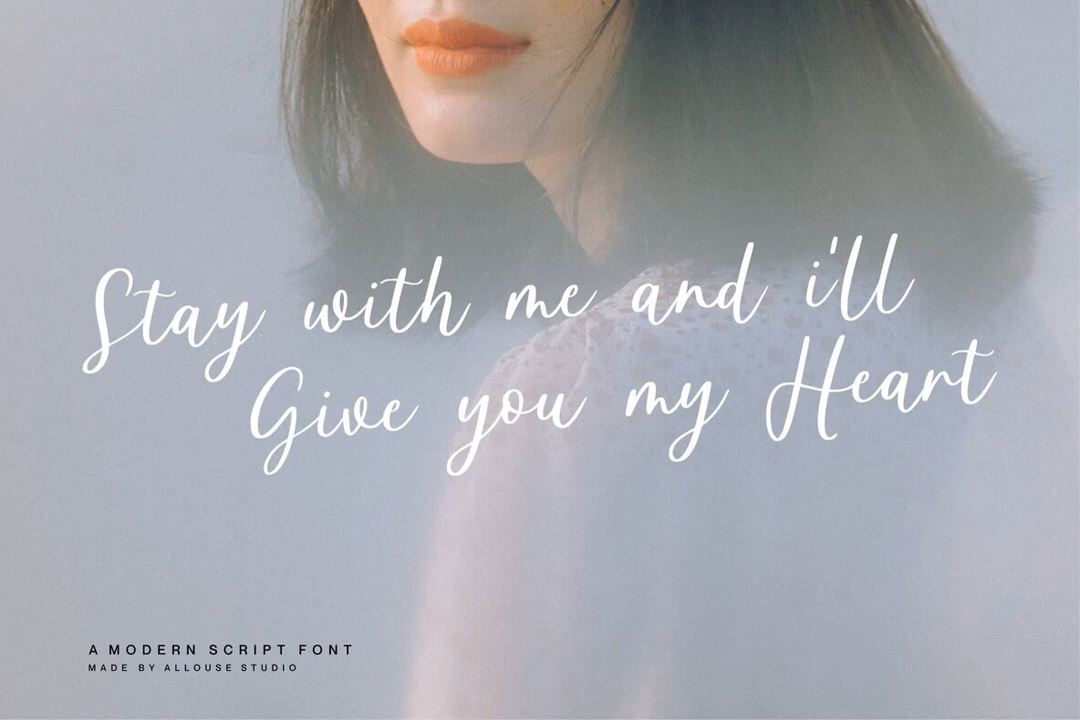 Stay with me and i'll
Give you my Heart
A MODERN SCRIPT FONT
MADE BY ALLOUSE STUDIO